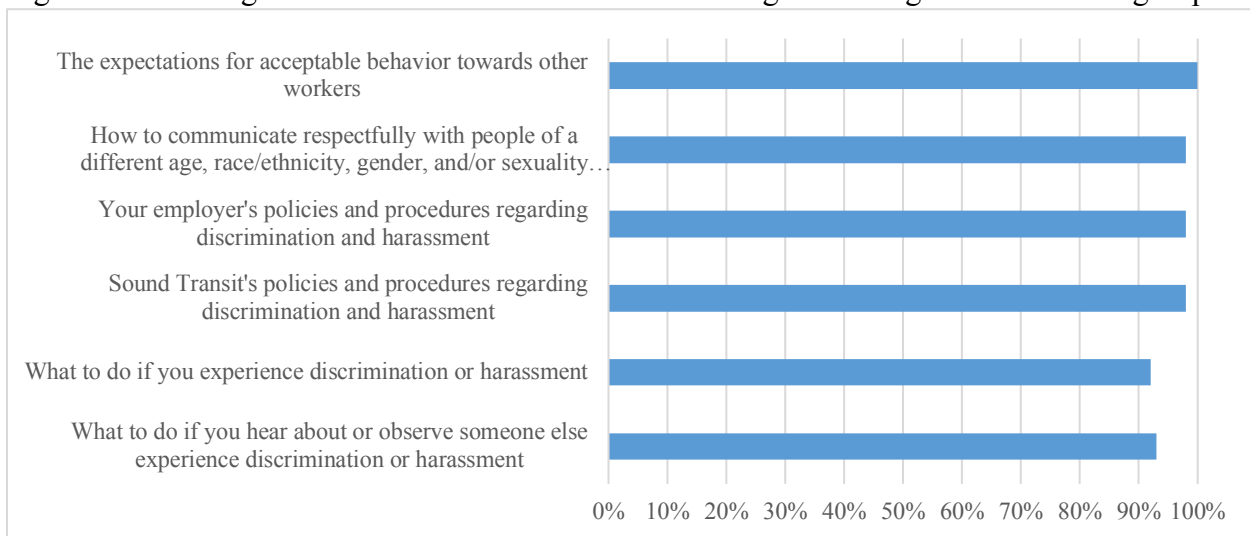 The expectations for acceptable behavior towards other
workers
How to communicate respectfully with people of a
different age, race/ethnicity, gender, and/or sexuality…
Your employer's policies and procedures regarding
discrimination and harassment
Sound Transit's policies and procedures regarding
discrimination and harassment
What to do if you experience discrimination or harassment
What to do if you hear about or observe someone else
experience discrimination or harassment
0% 10% 20% 30% 40% 50% 60% 70% 80% 90% 100%